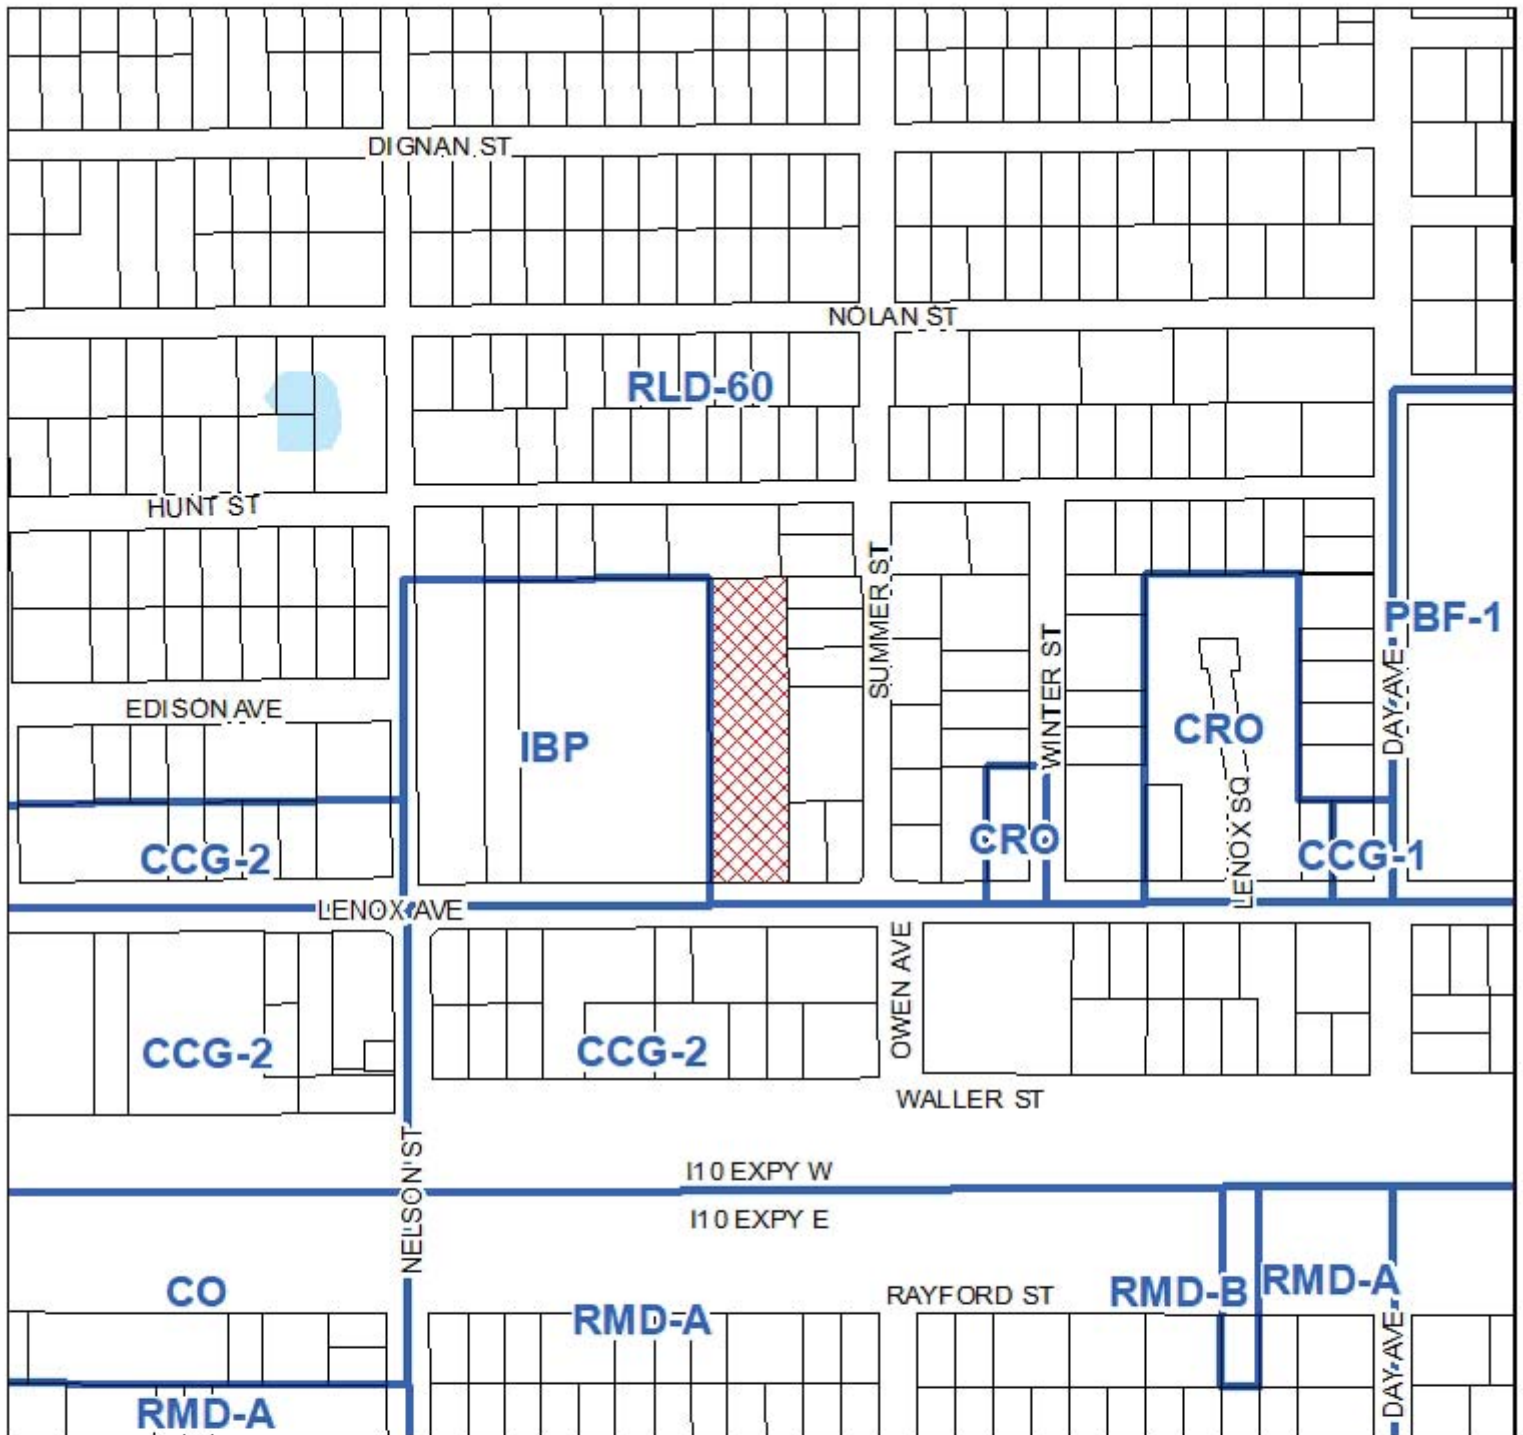 DIGNAN ST
NOLAN ST
RLD-60
HUNT ST
SUMMER ST
PBF-1
WINTER ST
DAY AVE
EDISON AVE
CRO
IBP
LENOX SQ
CRO
CCG-2
CCG-1
LENOX AVE
OWEN AVE
CCG-2
CCG-2
WALLER ST
NELSON ST
I10 EXPY W
I10 EXPY E
CO
RMD-B
RMD-A
RAYFORD ST
RMD-A
DAY AVE
RMD-A